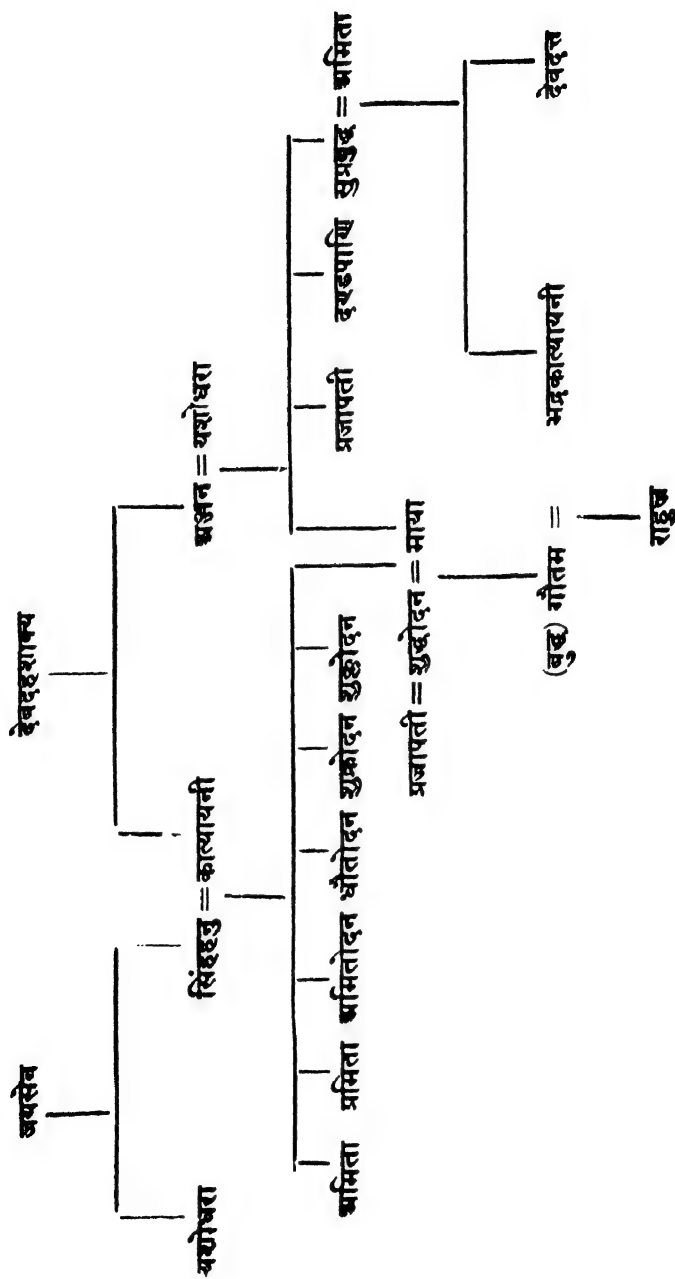 जयसेन देवदहशाक्य
यशोधरा सिंहहनु = कात्यायनी अञ्जन = यशोधरा
अमिता प्रमिता अमितोदन धौतोदन शुक्रोदन शुक्लोदन प्रजापती दण्डपाणि सुप्रबुद्ध = अमिता
प्रजापती = शुद्धोदन = माया
(बुद्ध) गौतम = भद्रकात्यायनी देवदत्त
राहुल